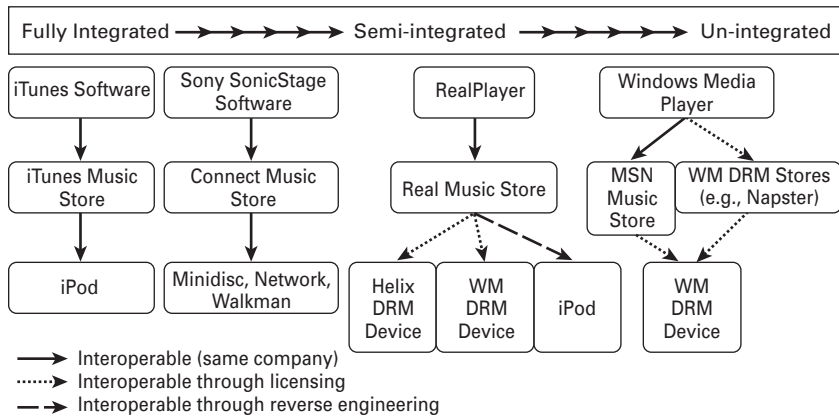 Fully Integrated
Semi-integrated
Un-integrated
iTunes Software
Sony SonicStage
Software
RealPlayer
Windows Media
Player
iTunes Music
Store
Connect Music
Store
Real Music Store
MSN
Music
Store
WM DRM Stores
(e.g., Napster)
iPod
Minidisc, Network,
Walkman
Helix
DRM
Device
WM
DRM
Device
iPod
WM
DRM
Device
Interoperable (same company)
Interoperable through licensing
Interoperable through reverse engineering